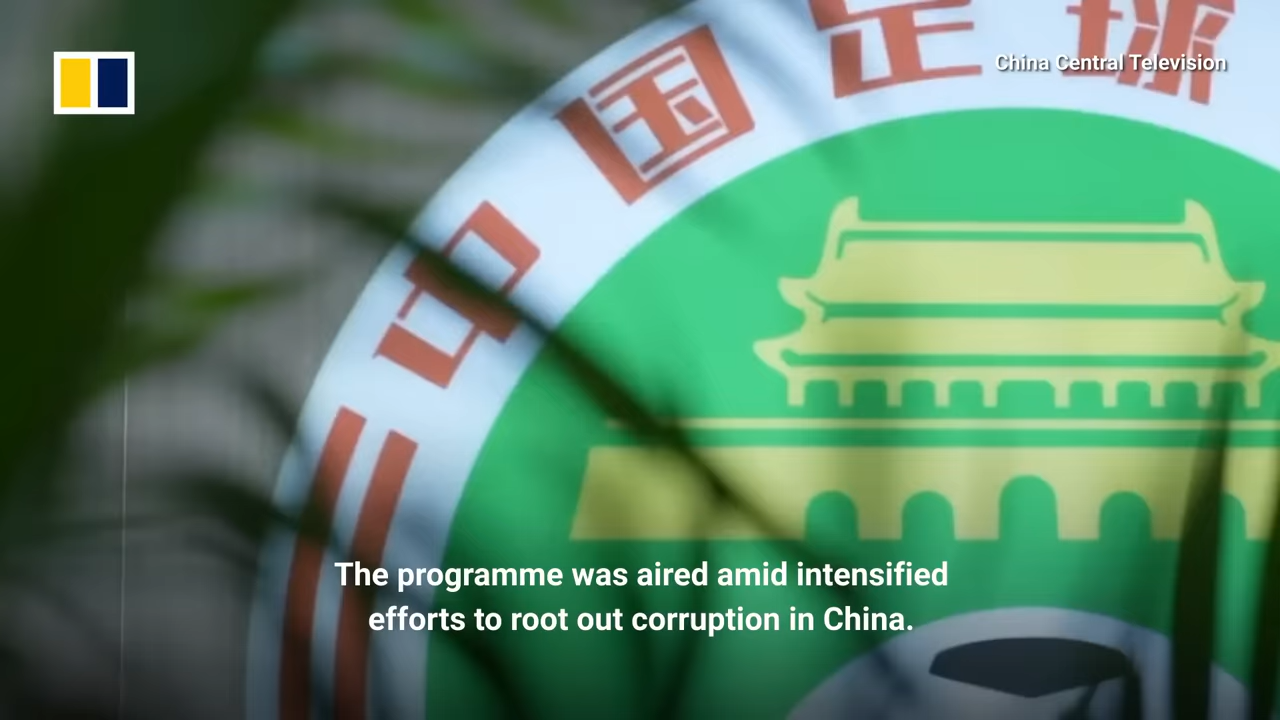 中国足球
China Central Television
The programme was aired amid intensified
efforts to root out corruption in China.